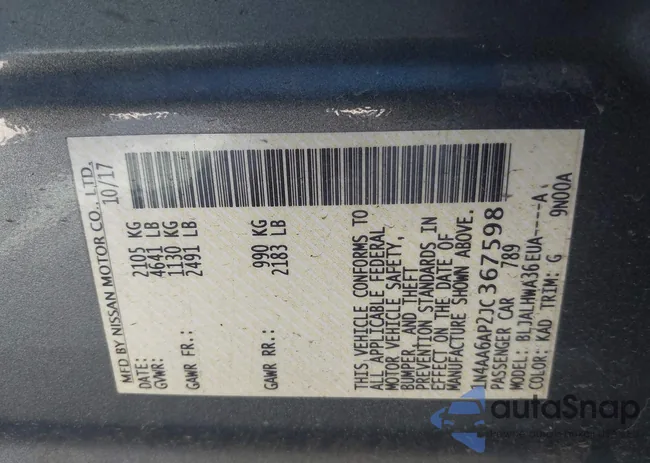 MFD BY NISSAN MOTOR CO., LTD.
10/17
GVWR: 2105 KG
4641 LB
GAWR FR: 1130 KG
2491 LB
GAWR RR: 990 KG
2183 LB
THIS VEHICLE CONFORMS TO
ALL APPLICABLE FEDERAL
MOTOR VEHICLE SAFETY,
BUMPER, AND THEFT
PREVENTION STANDARDS IN
EFFECT ON THE DATE OF
MANUFACTURE SHOWN ABOVE.
1N4AA6AP2JC367598
PASSENGER CAR 789
MODEL: BLJALHWA36EUA----A
COLOR: KAD TRIM: G 9N00A
autoSnap